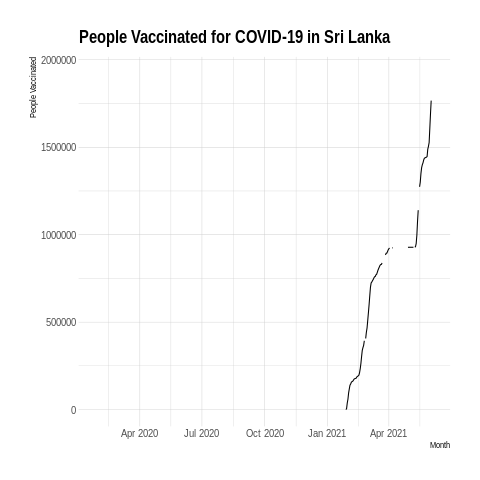 People Vaccinated for COVID-19 in Sri Lanka
People Vaccinated
2000000
1500000
1000000
500000
0
Apr 2020 Jul 2020 Oct 2020 Jan 2021 Apr 2021
Month